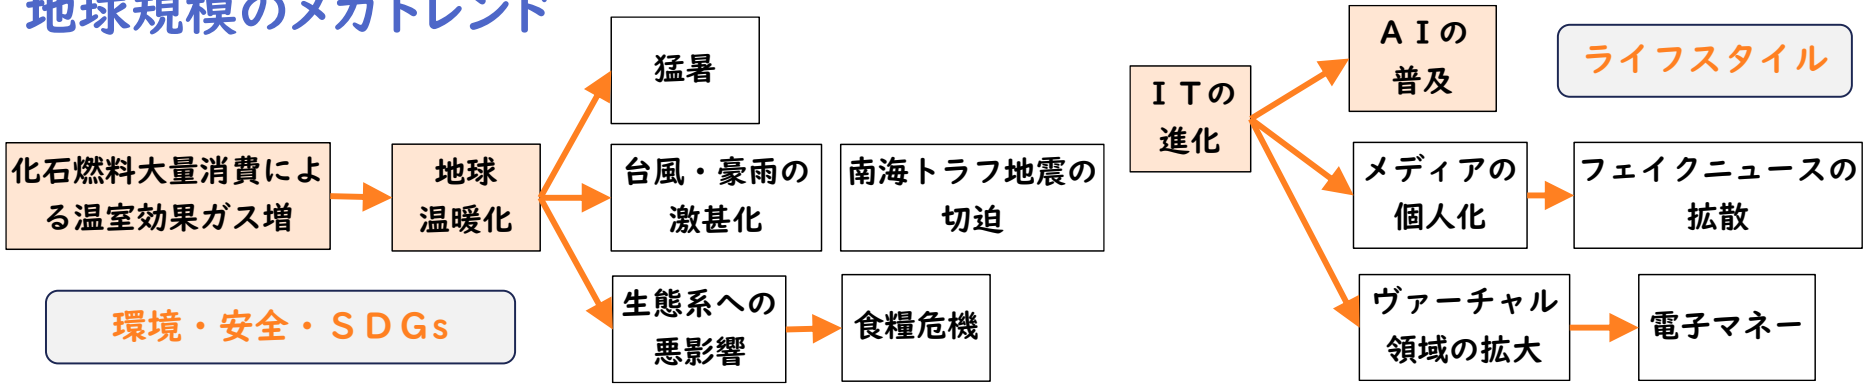 地球規模のメガトレンド
猛暑
化石燃料大量消費によ
る温室効果ガス増
地球
温暖化
台風・豪雨の
激甚化
南海トラフ地震の
切迫
生態系への
悪影響
食糧危機
環境・安全・ＳＤＧｓ
ＩＴの
進化
ＡＩの
普及
ライフスタイル
メディアの
個人化
フェイクニュースの
拡散
ヴァーチャル
領域の拡大
電子マネー